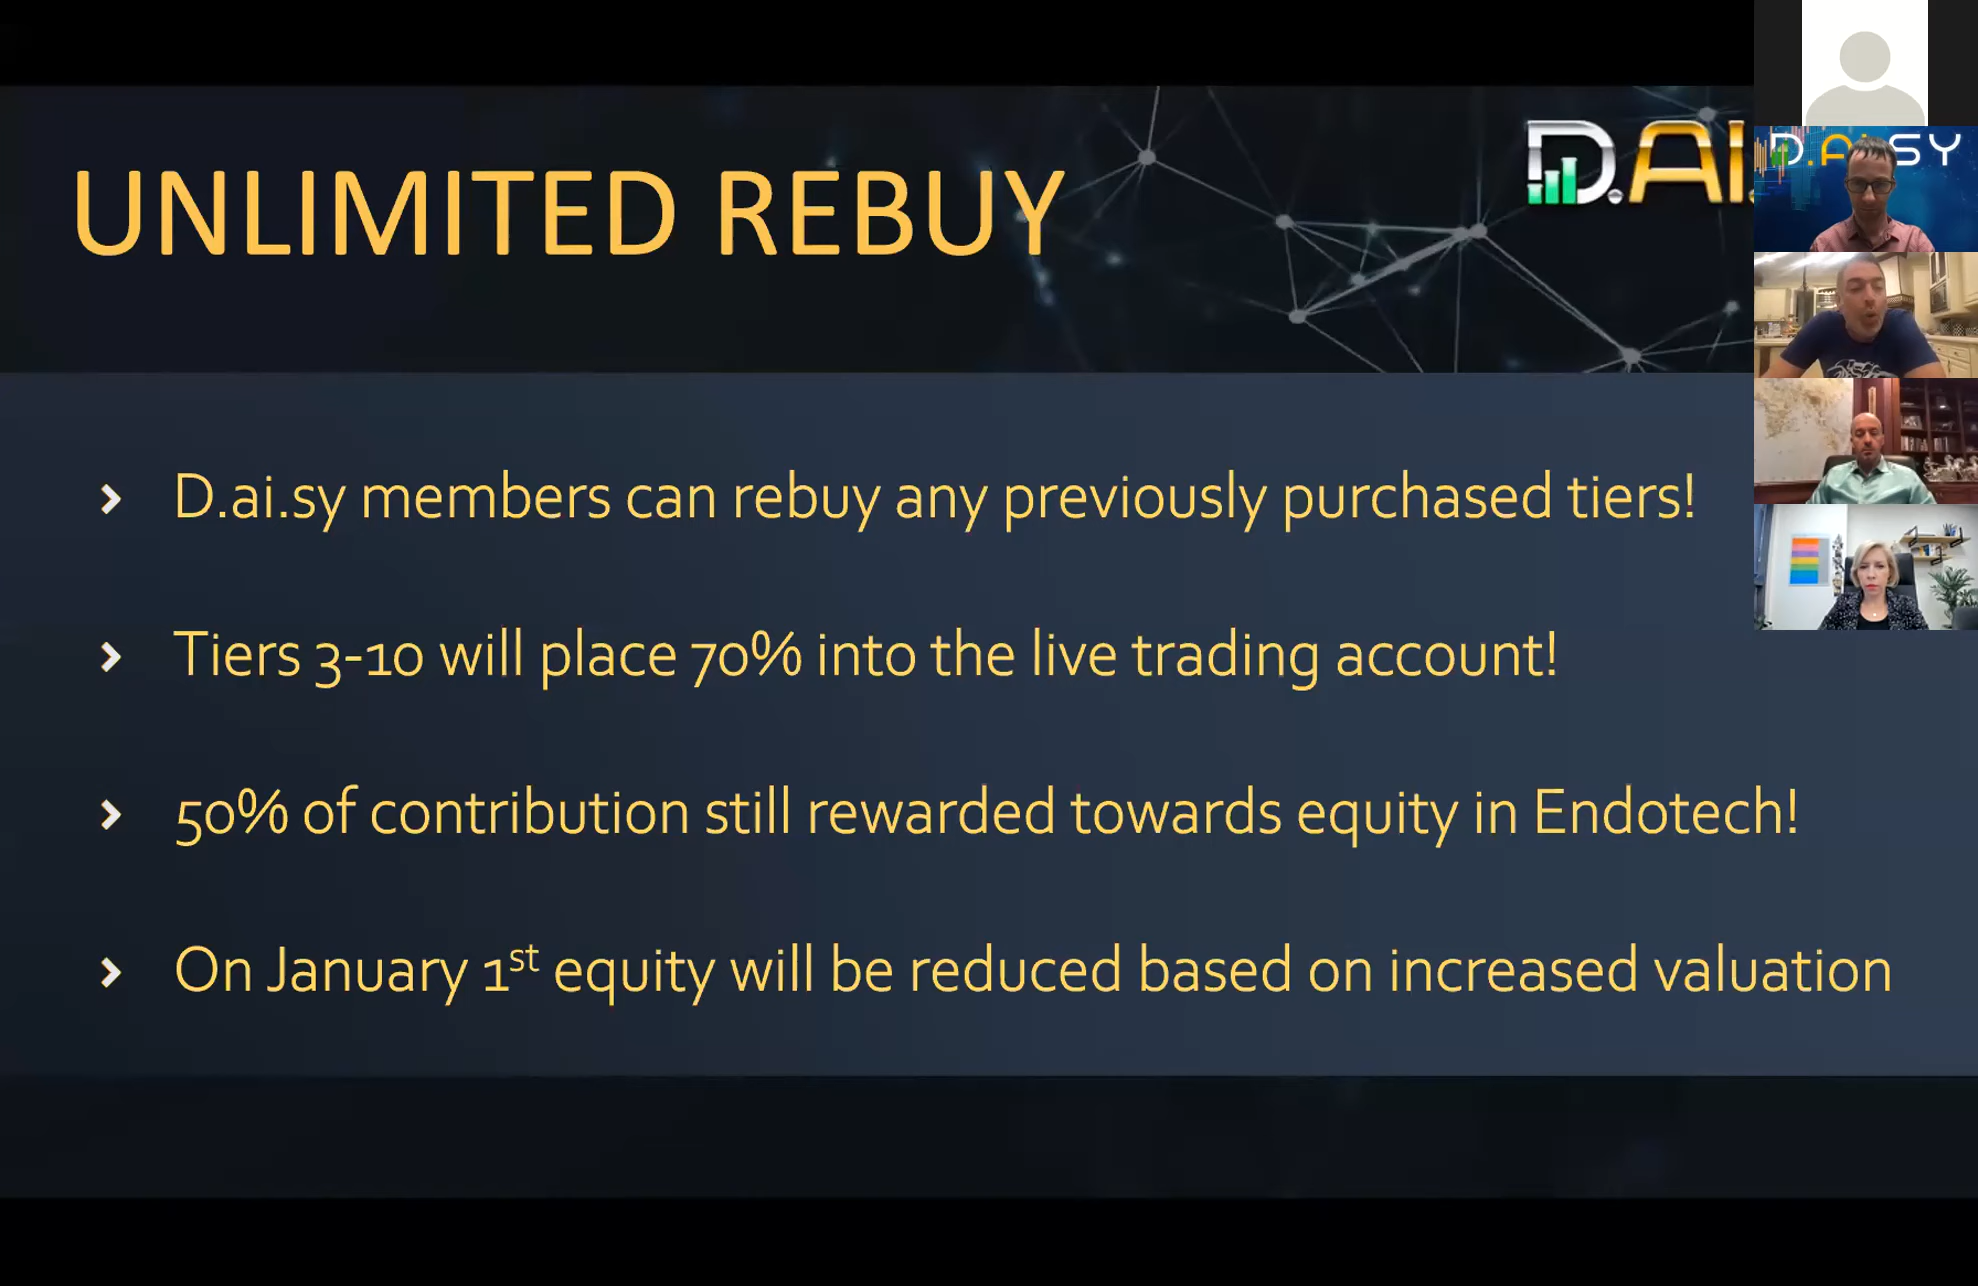 UNLIMITED REBUY
D.AI.
D.AiSY
D.ai.sy members can rebuy any previously purchased tiers!
Tiers 3-10 will place 70% into the live trading account!
50% of contribution still rewarded towards equity in Endotech!
On January 1st equity will be reduced based on increased valuation